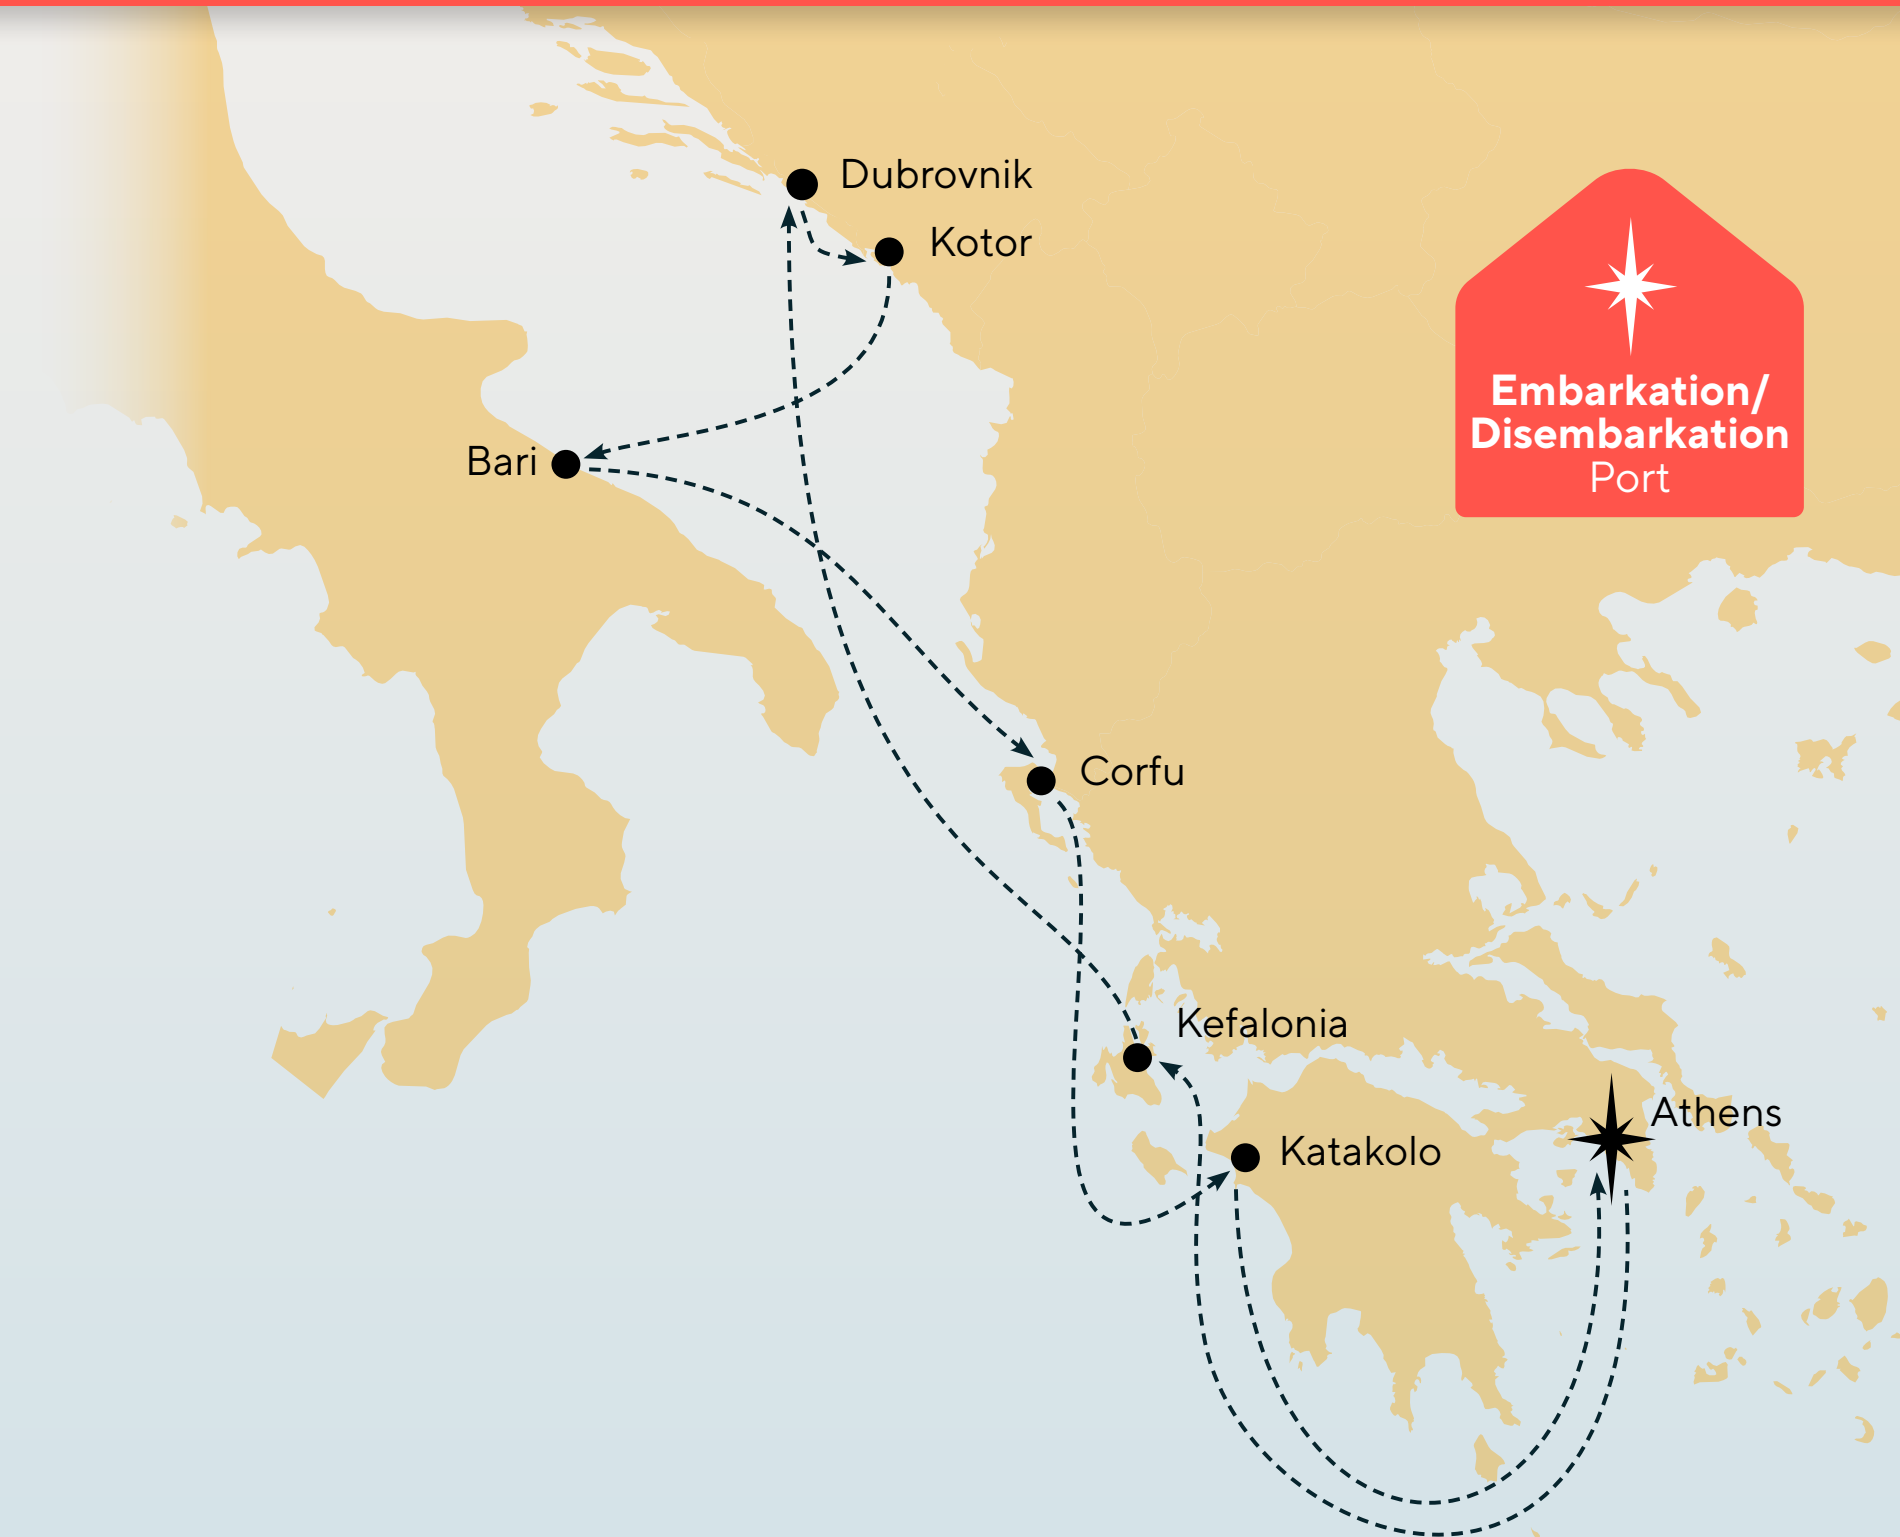 Dubrovnik
Kotor
Embarkation/
Disembarkation
Port
Bari
Corfu
Kefalonia
Athens
Katakolo